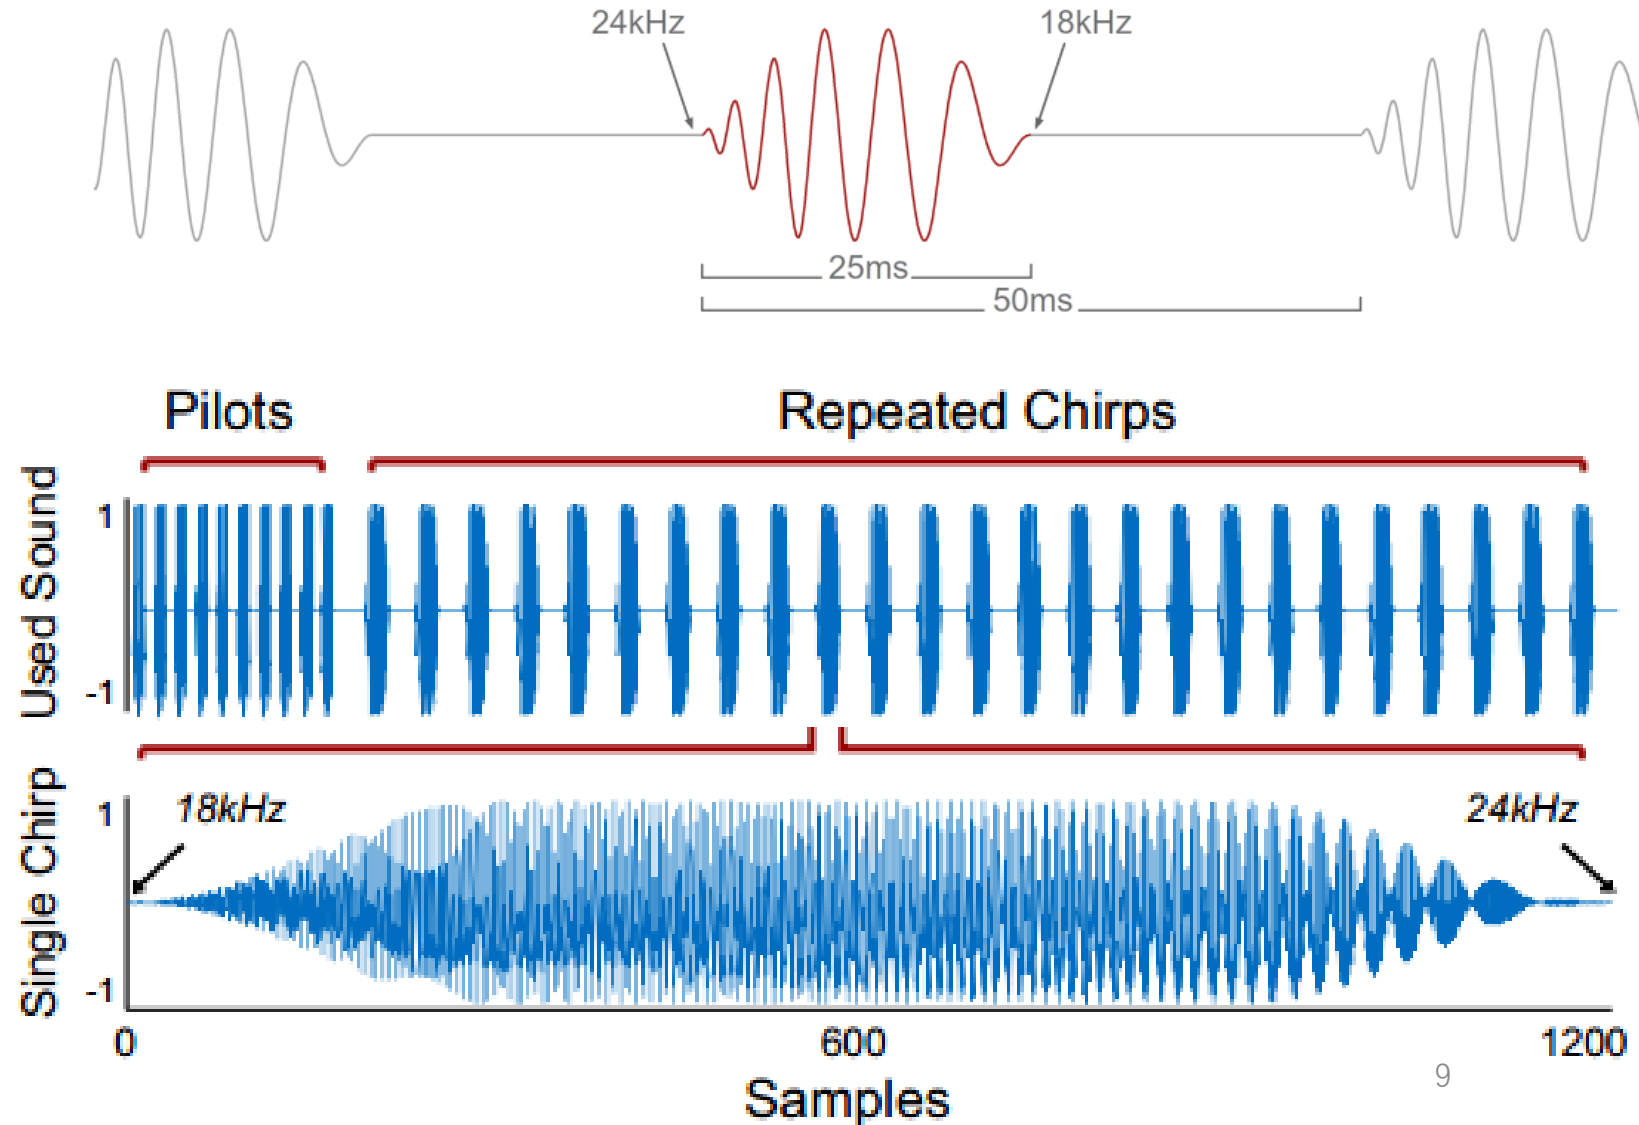 24kHz
18kHz
25ms
50ms
Pilots
Repeated Chirps
Used Sound
1
-1
Single Chirp
1
-1
18kHz
24kHz
0
600
1200
Samples
9